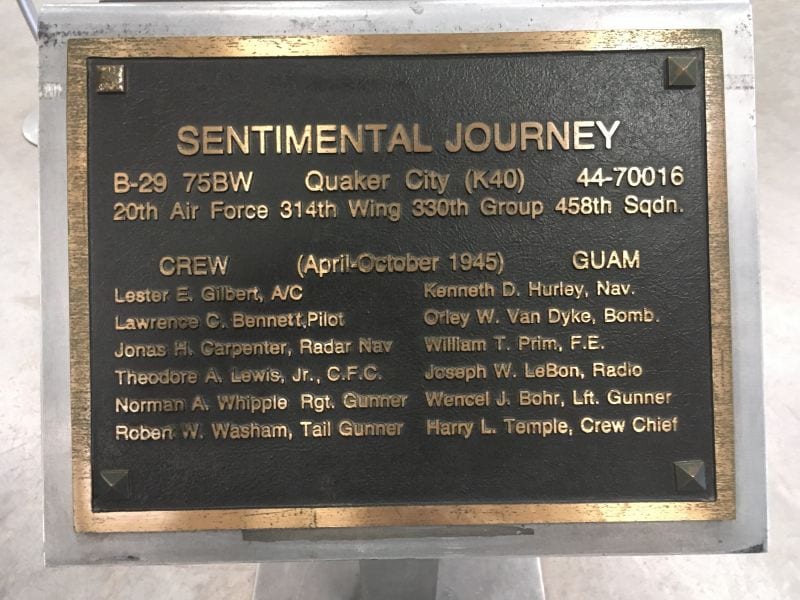 SENTIMENTAL JOURNEY
B-29 75BW Quaker City (K40) 44-70016
20th Air Force 314th Wing 330th Group 458th Sqdn.
CREW (April-October 1945) GUAM
Lester E. Gilbert, A/C Kenneth D. Hurley, Nav.
Lawrence C. Bennett,Pilot Orley W. Van Dyke, Bomb.
Jonas H. Carpenter, Radar Nav William T. Prim, F.E.
Theodore A. Lewis, Jr., C.F.C. Joseph W. LeBon, Radio
Norman A. Whipple Rgt. Gunner Wencel J. Bohr, Lft. Gunner
Robert W. Washam, Tail Gunner Harry L. Temple, Crew Chief